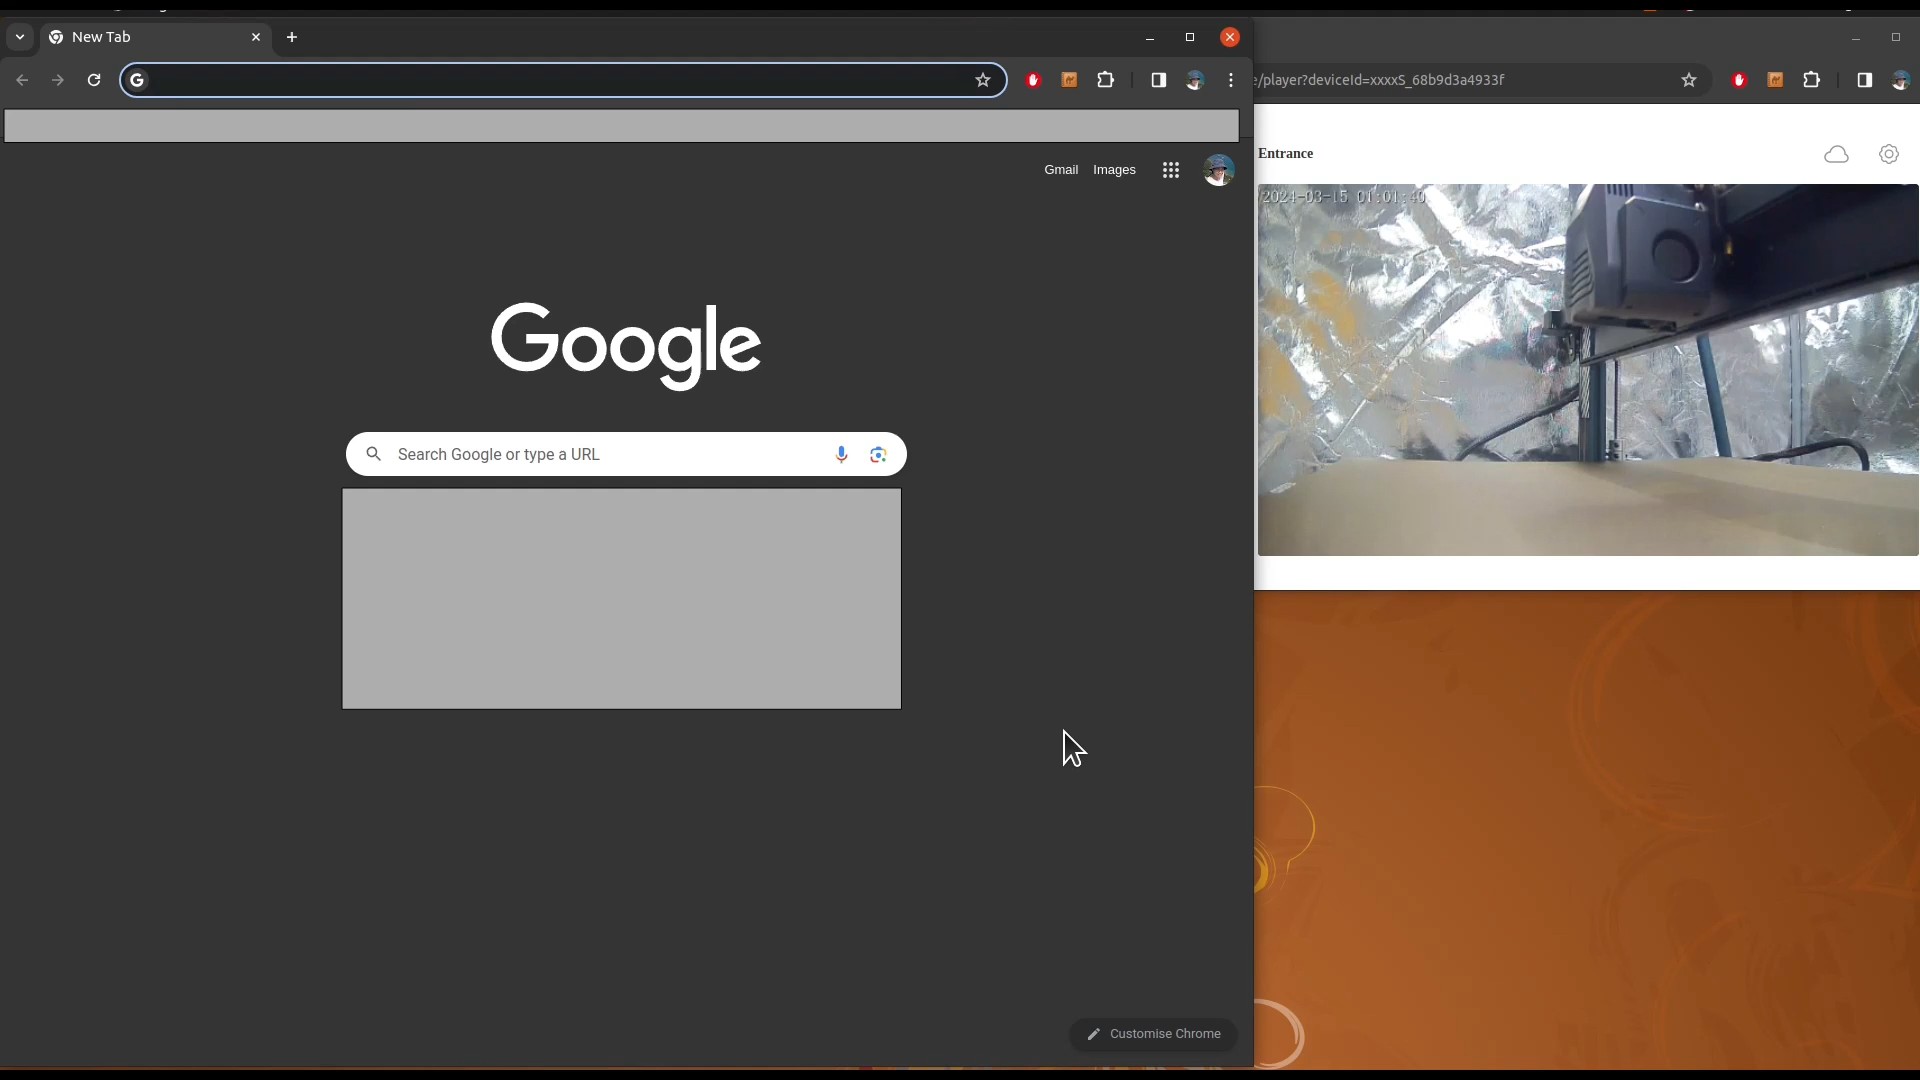 New Tab
/player?deviceId=xxxxS_68b9d3a4933f
Gmail Images
Entrance
2024-03-15 01:01:40
Google
Search Google or type a URL
Customise Chrome